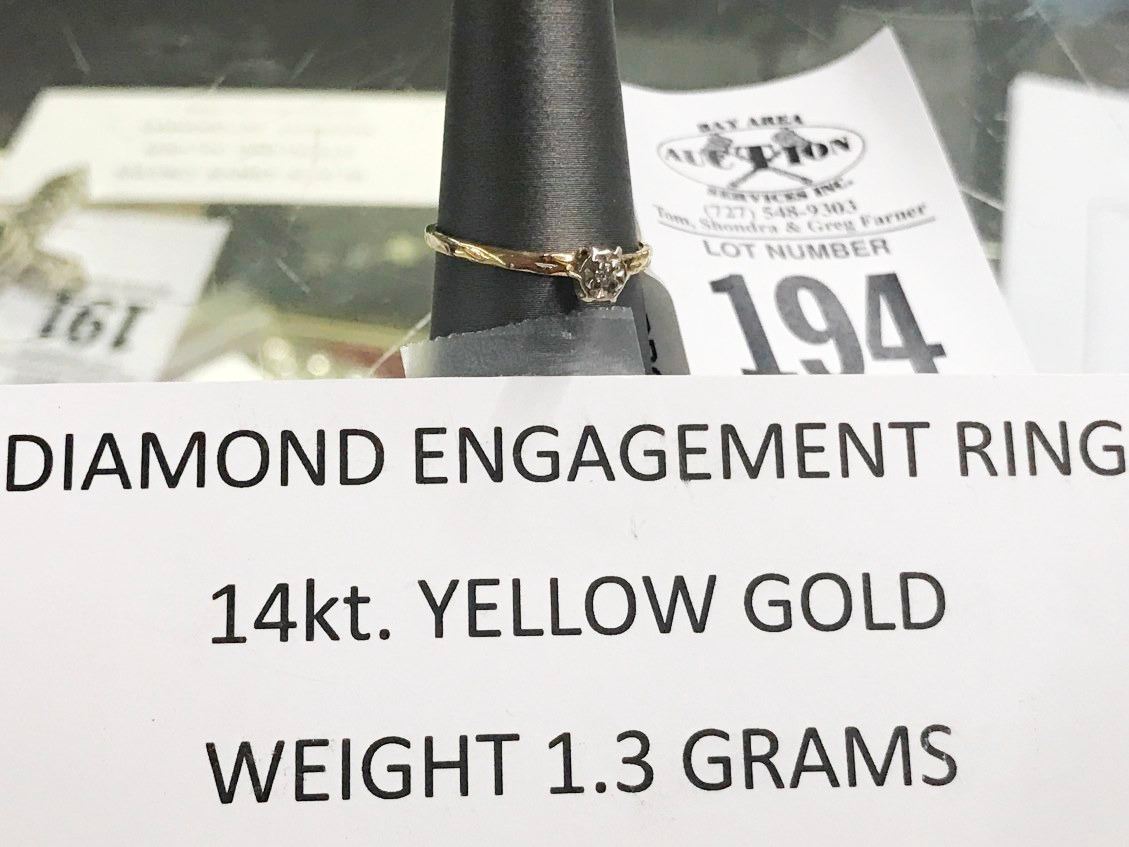 BAY AREA
AUCTION
SERVICES INC.
(727) 548-9303
Tom, Shondra & Greg Farner
LOT NUMBER
194
191
DIAMOND ENGAGEMENT RING
14kt. YELLOW GOLD
WEIGHT 1.3 GRAMS